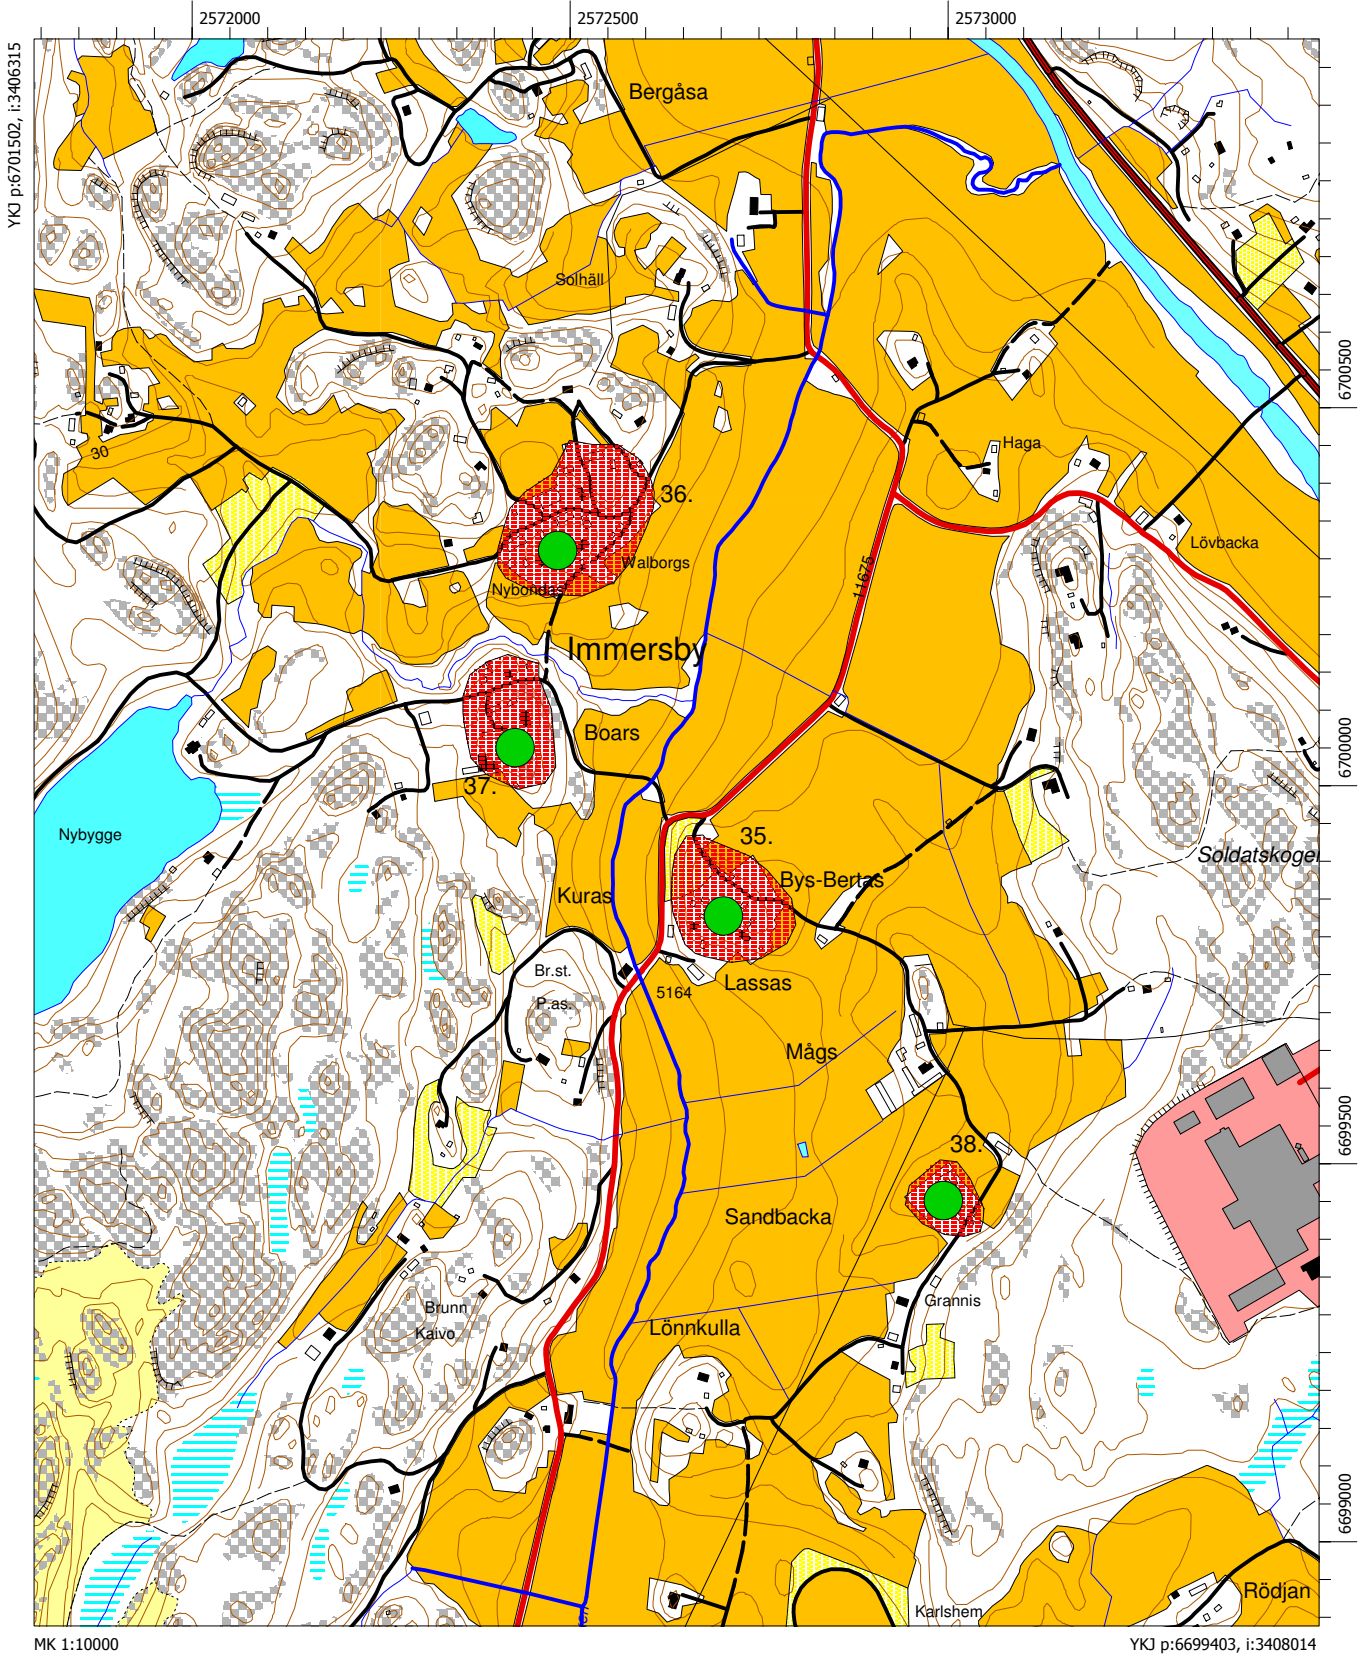 2572000
2572500
2573000
YKJ p:6701502, i:3406315
Bergåsa
Solhäll
6700500
30
Haga
36.
Lövbacka
Walborgs
11675
Nybondas
Immersby
Boars
6700000
37.
Nybygge
35.
Soldatskogen
Bys-Bertas
Kuras
Br.st.
Lassas
5164
P.as.
Mågs
6699500
38.
Sandbacka
Grannis
Brunn
Lönnkulla
Kaivo
6699000
Rödjan
Karlshem
en
MK 1:10000
YKJ p:6699403, i:3408014